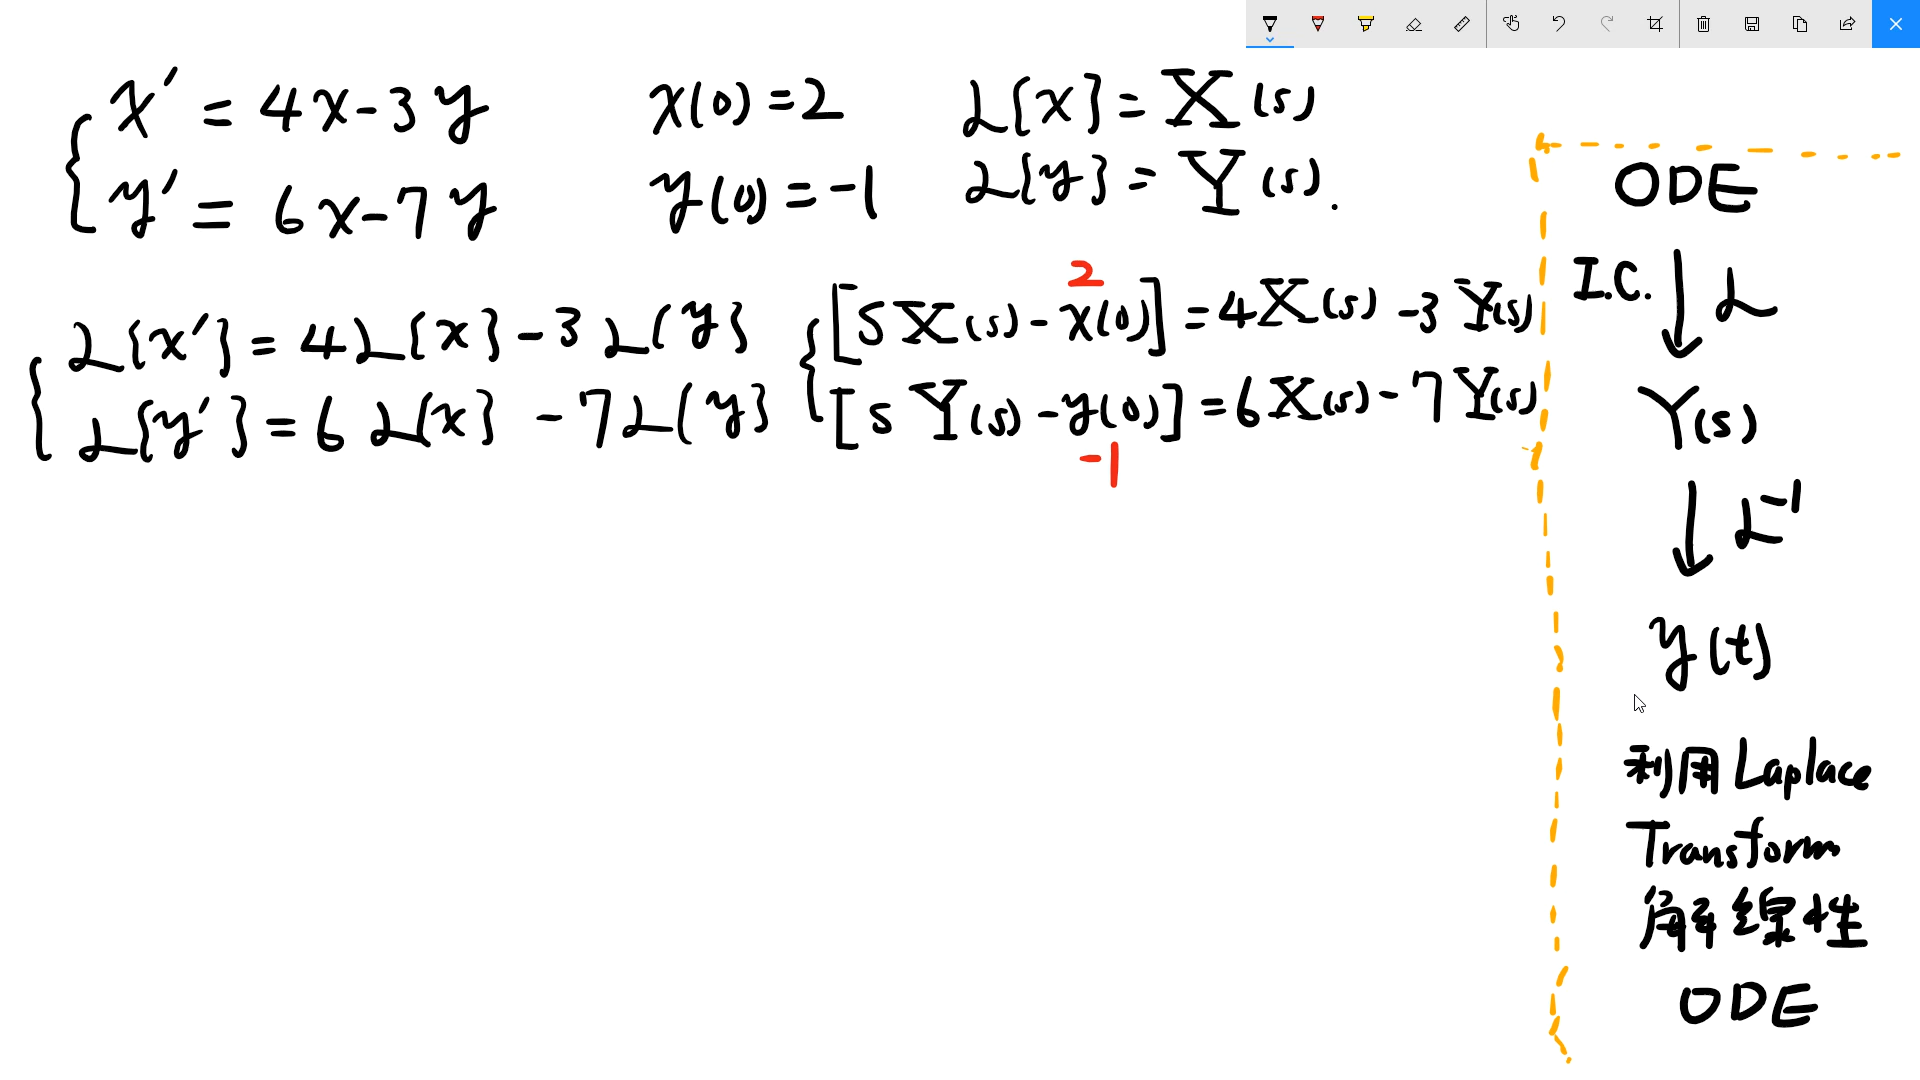 x' = 4x-3y
x(0)=2
L{x}=X(s)
y' = 6x-7y
y(0)=-1
L{y}=Y(s).
2
L{x'}=4L{x}-3L{y}
[sX(s)-x(0)]=4X(s)-3Y(s)
L{y'}=6L{x}-7L{y}
[sY(s)-y(0)]=6X(s)-7Y(s)
-1
ODE
I.C. ↓ L
Y(s)
↓ L⁻¹
y(t)
利用 Laplace
Transform
解線性
ODE